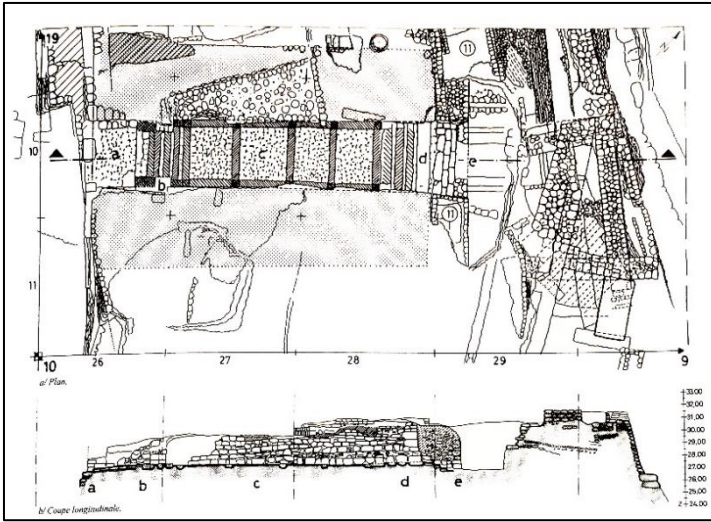 19
11
N
10
a
b
c
d
e
11
11
10
26
27
28
29
9
a/ Plan.
33,00
32,00
31,00
30,00
29,00
28,00
27,00
26,00
25,00
Z=24,00
a
b
c
d
e
b/ Coupe longitudinale.